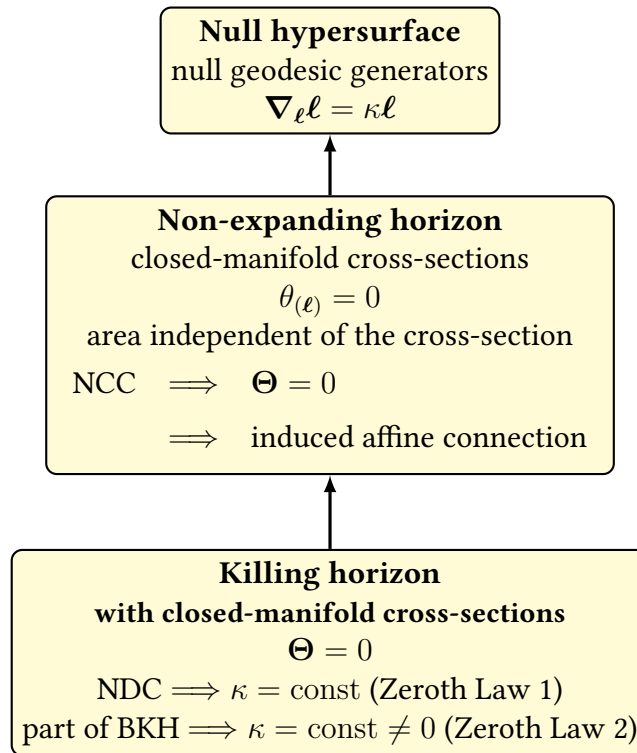 Null hypersurface
null geodesic generators
∇_ℓ ℓ = κℓ
Non-expanding horizon
closed-manifold cross-sections
θ_(ℓ) = 0
area independent of the cross-section
NCC ⟹ Θ = 0
⟹ induced affine connection
Killing horizon
with closed-manifold cross-sections
Θ = 0
NDC ⟹ κ = const (Zeroth Law 1)
part of BKH ⟹ κ = const ≠ 0 (Zeroth Law 2)